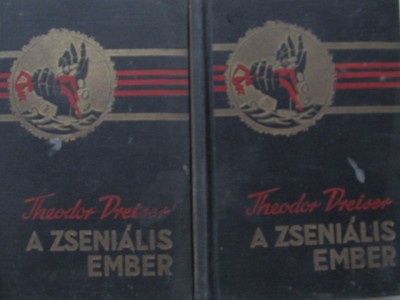 Theodor Dreiser
A ZSENIÁLIS
EMBER
Theodor Dreiser
A ZSENIÁLIS
EMBER